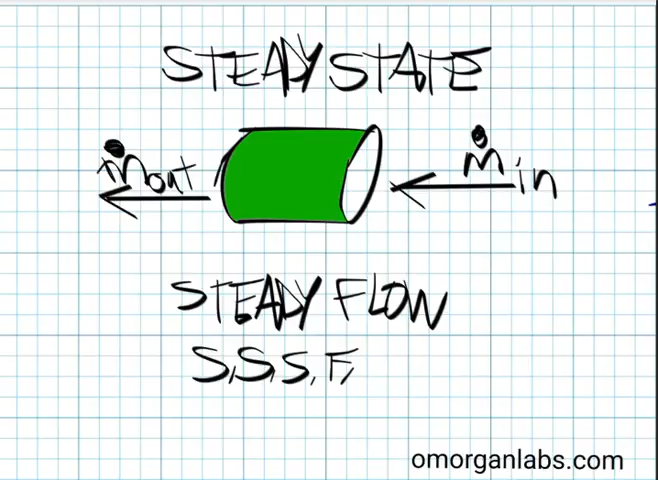 STEADY STATE
ṁout
ṁin
STEADY FLOW
S.S.S.F.
omorganlabs.com